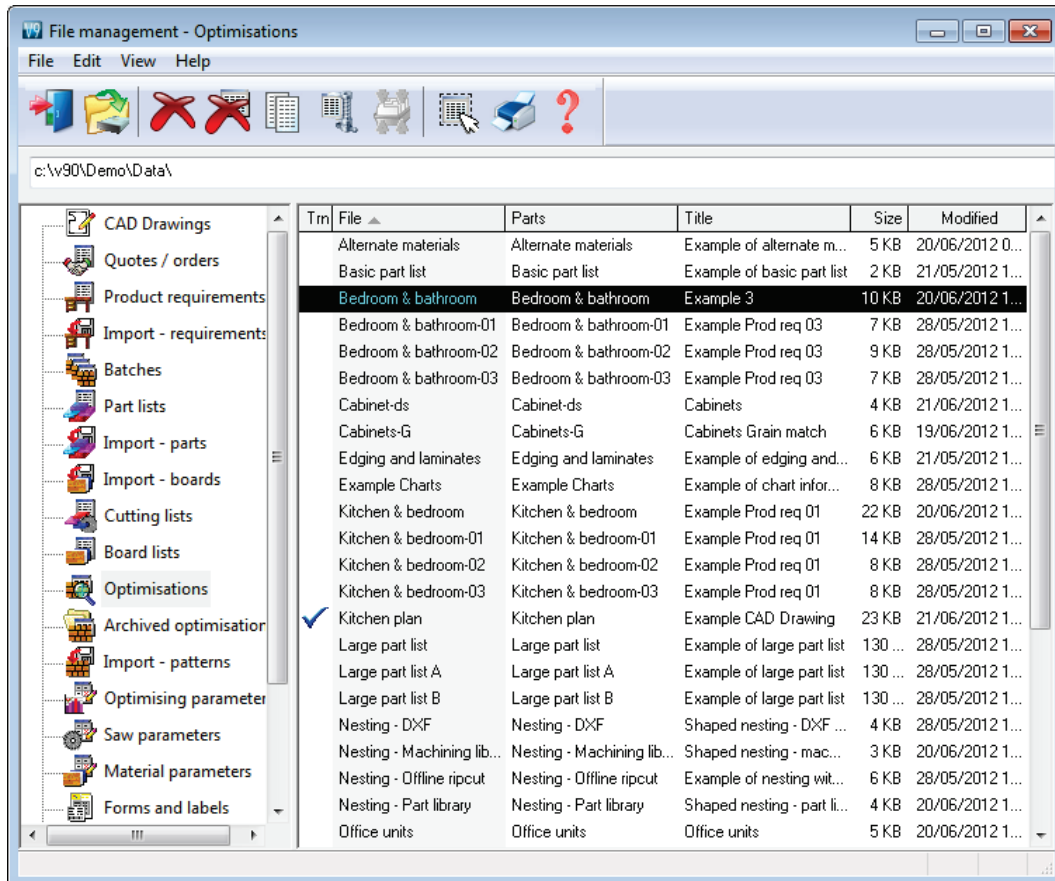 V9 File management - Optimisations
File Edit View Help
c:\v90\Demo\Data\
CAD Drawings
Quotes / orders
Product requirements
Import - requirements
Batches
Part lists
Import - parts
Import - boards
Cutting lists
Board lists
Optimisations
Archived optimisation
Import - patterns
Optimising parameter
Saw parameters
Material parameters
Forms and labels
Trn File Parts Title Size Modified
Alternate materials Alternate materials Example of alternate m... 5 KB 20/06/2012 0...
Basic part list Basic part list Example of basic part list 2 KB 21/05/2012 1...
Bedroom & bathroom Bedroom & bathroom Example 3 10 KB 20/06/2012 1...
Bedroom & bathroom-01 Bedroom & bathroom-01 Example Prod req 03 7 KB 28/05/2012 1...
Bedroom & bathroom-02 Bedroom & bathroom-02 Example Prod req 03 9 KB 28/05/2012 1...
Bedroom & bathroom-03 Bedroom & bathroom-03 Example Prod req 03 7 KB 28/05/2012 1...
Cabinet-ds Cabinet-ds Cabinets 4 KB 21/06/2012 1...
Cabinets-G Cabinets-G Cabinets Grain match 6 KB 19/06/2012 1...
Edging and laminates Edging and laminates Example of edging and... 6 KB 21/05/2012 1...
Example Charts Example Charts Example of chart infor... 8 KB 28/05/2012 1...
Kitchen & bedroom Kitchen & bedroom Example Prod req 01 22 KB 20/06/2012 1...
Kitchen & bedroom-01 Kitchen & bedroom-01 Example Prod req 01 14 KB 28/05/2012 1...
Kitchen & bedroom-02 Kitchen & bedroom-02 Example Prod req 01 8 KB 28/05/2012 1...
Kitchen & bedroom-03 Kitchen & bedroom-03 Example Prod req 01 8 KB 28/05/2012 1...
Kitchen plan Kitchen plan Example CAD Drawing 23 KB 21/06/2012 1...
Large part list Large part list Example of large part list 130 ... 28/05/2012 1...
Large part list A Large part list A Example of large part list 130 ... 28/05/2012 1...
Large part list B Large part list B Example of large part list 130 ... 28/05/2012 1...
Nesting - DXF Nesting - DXF Shaped nesting - DXF ... 4 KB 28/05/2012 1...
Nesting - Machining lib... Nesting - Machining lib... Shaped nesting - mac... 3 KB 20/06/2012 1...
Nesting - Offline ripcut Nesting - Offline ripcut Example of nesting wit... 6 KB 28/05/2012 1...
Nesting - Part library Nesting - Part library Shaped nesting - part li... 4 KB 20/06/2012 1...
Office units Office units Office units 5 KB 20/06/2012 1...